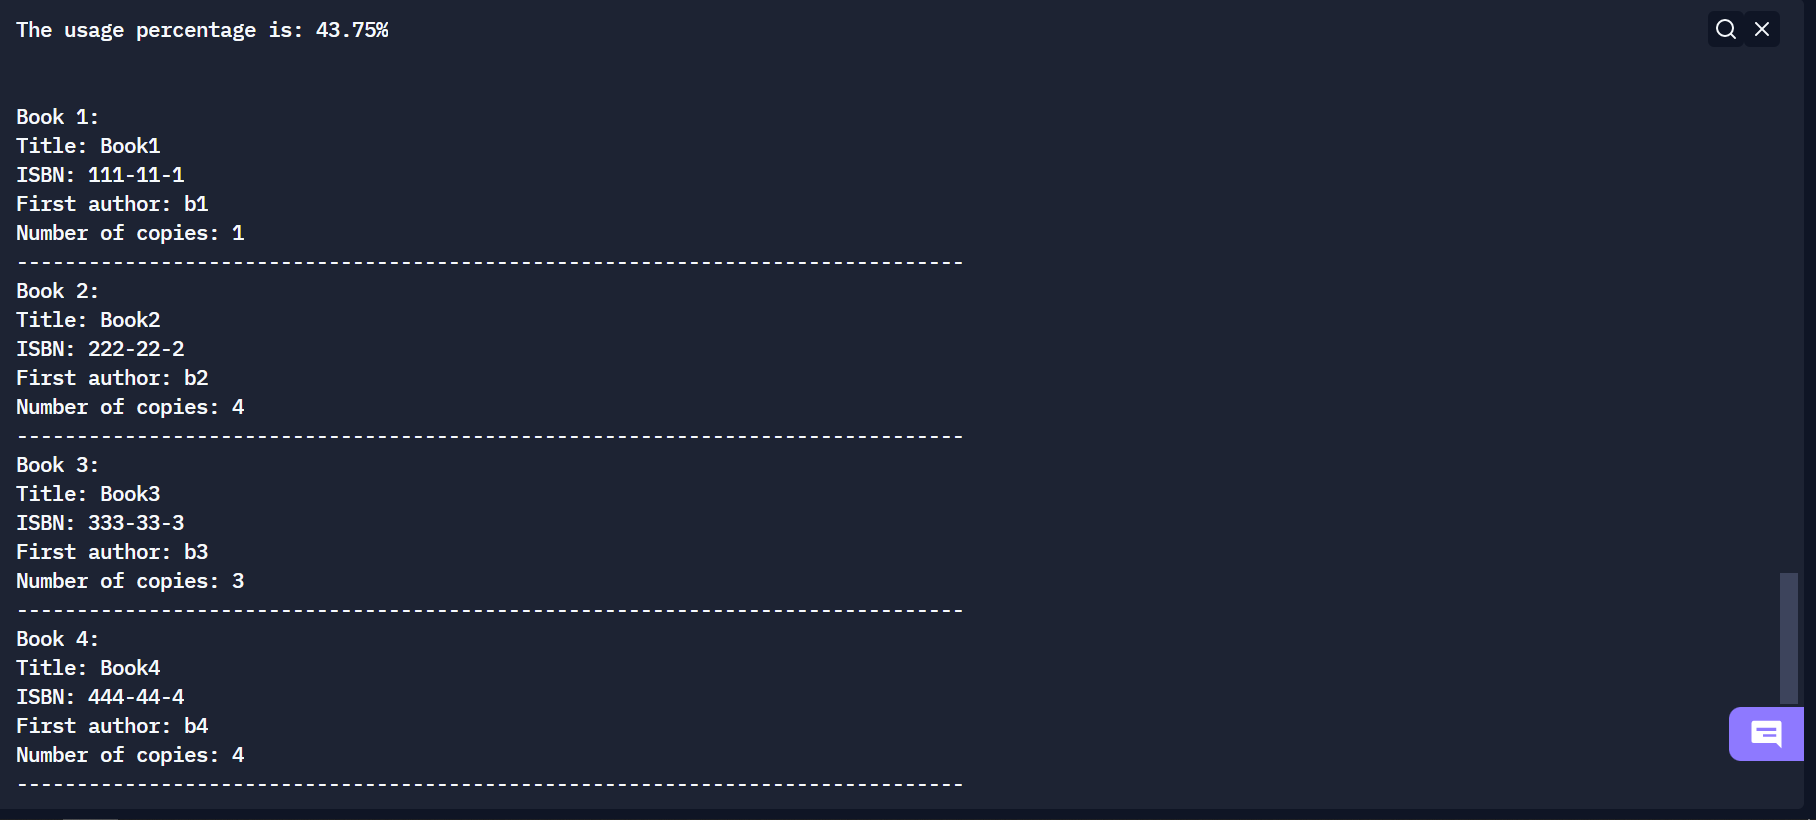 The usage percentage is: 43.75%
Book 1:
Title: Book1
ISBN: 111-11-1
First author: b1
Number of copies: 1
-------------------------------------------------------------------------------
Book 2:
Title: Book2
ISBN: 222-22-2
First author: b2
Number of copies: 4
-------------------------------------------------------------------------------
Book 3:
Title: Book3
ISBN: 333-33-3
First author: b3
Number of copies: 3
-------------------------------------------------------------------------------
Book 4:
Title: Book4
ISBN: 444-44-4
First author: b4
Number of copies: 4
-------------------------------------------------------------------------------